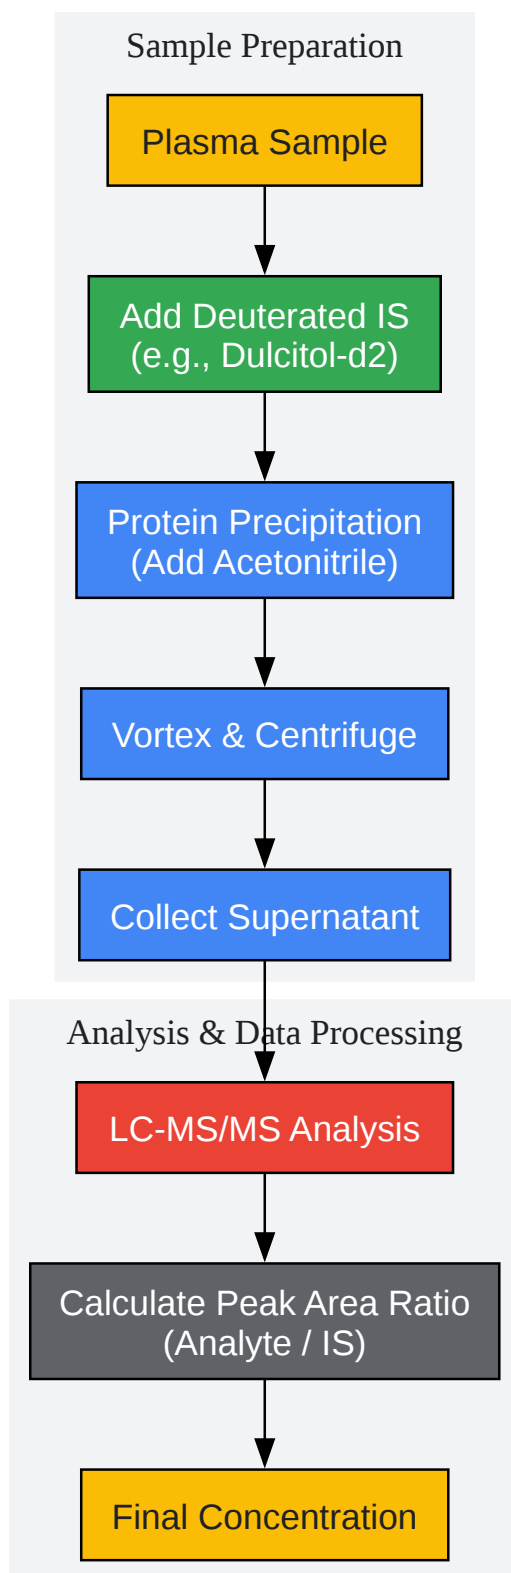 Sample Preparation
Plasma Sample
Add Deuterated IS
(e.g., Dulcitol-d2)
Protein Precipitation
(Add Acetonitrile)
Vortex & Centrifuge
Collect Supernatant
Analysis & Data Processing
LC-MS/MS Analysis
Calculate Peak Area Ratio
(Analyte / IS)
Final Concentration